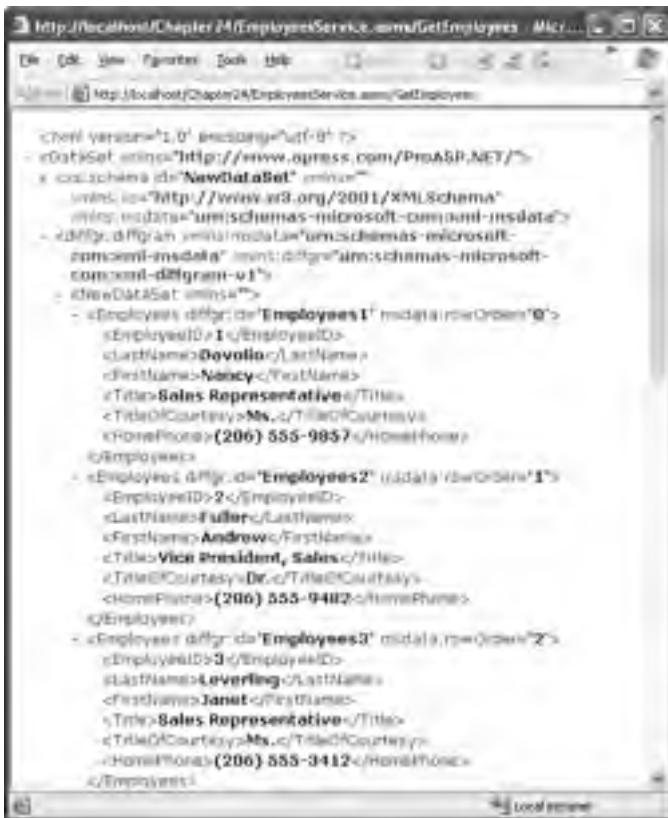 http://localhost/Chapter24/EmployeesService.asmx/GetEmployees - Micr...
File Edit View Favorites Tools Help
http://localhost/Chapter24/EmployeesService.asmx/GetEmployees
<?xml version="1.0" encoding="utf-8" ?>
- <DataSet xmlns="http://www.apress.com/ProASP.NET/">
+ <xs:schema id="NewDataSet" xmlns=""
xmlns:xs="http://www.w3.org/2001/XMLSchema"
xmlns:msdata="urn:schemas-microsoft-com:xml-msdata">
- <diffgr:diffgram xmlns:msdata="urn:schemas-microsoft-
com:xml-msdata" xmlns:diffgr="urn:schemas-microsoft-
com:xml-diffgram-v1">
- <NewDataSet xmlns="">
- <Employees diffgr:id="Employees1" msdata:rowOrder="0">
<EmployeeID>1</EmployeeID>
<LastName>Davolio</LastName>
<FirstName>Nancy</FirstName>
<Title>Sales Representative</Title>
<TitleOfCourtesy>Ms.</TitleOfCourtesy>
<HomePhone>(206) 555-9857</HomePhone>
</Employees>
- <Employees diffgr:id="Employees2" msdata:rowOrder="1">
<EmployeeID>2</EmployeeID>
<LastName>Fuller</LastName>
<FirstName>Andrew</FirstName>
<Title>Vice President, Sales</Title>
<TitleOfCourtesy>Dr.</TitleOfCourtesy>
<HomePhone>(206) 555-9482</HomePhone>
</Employees>
- <Employees diffgr:id="Employees3" msdata:rowOrder="2">
<EmployeeID>3</EmployeeID>
<LastName>Leverling</LastName>
<FirstName>Janet</FirstName>
<Title>Sales Representative</Title>
<TitleOfCourtesy>Ms.</TitleOfCourtesy>
<HomePhone>(206) 555-3412</HomePhone>
</Employees>
Local intranet